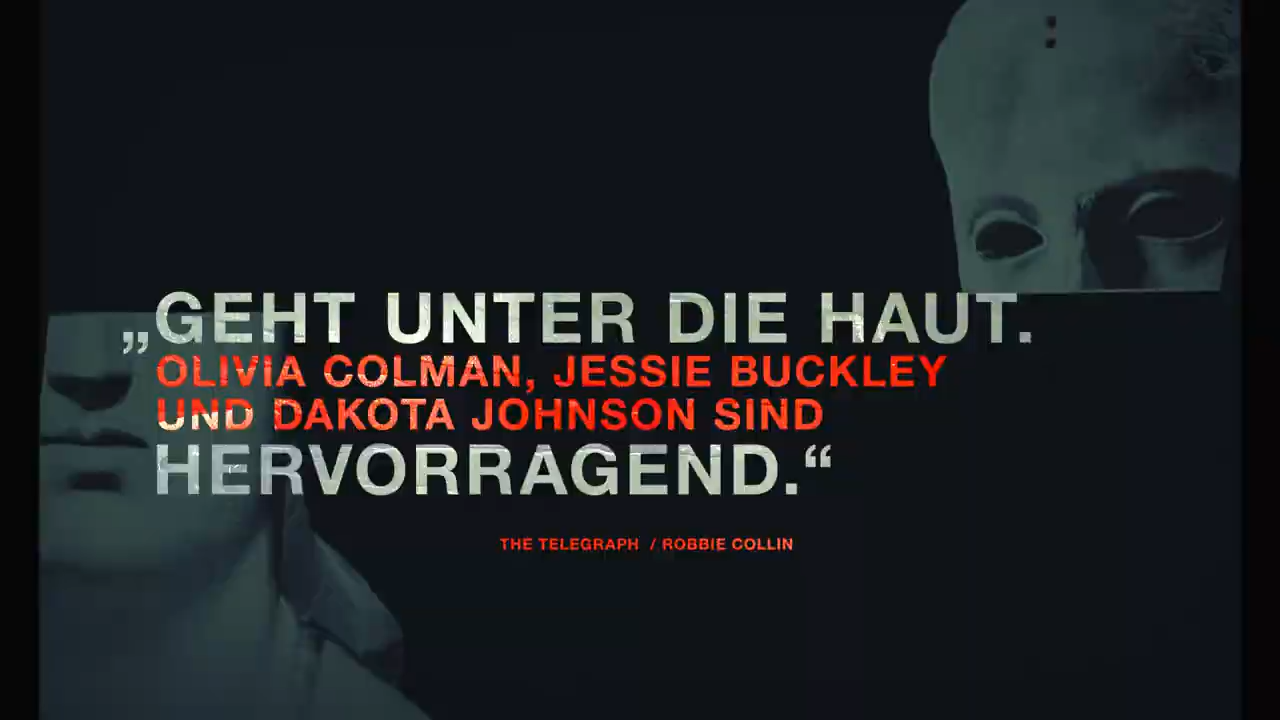 „GEHT UNTER DIE HAUT.
OLIVIA COLMAN, JESSIE BUCKLEY
UND DAKOTA JOHNSON SIND
HERVORRAGEND.“
THE TELEGRAPH / ROBBIE COLLIN